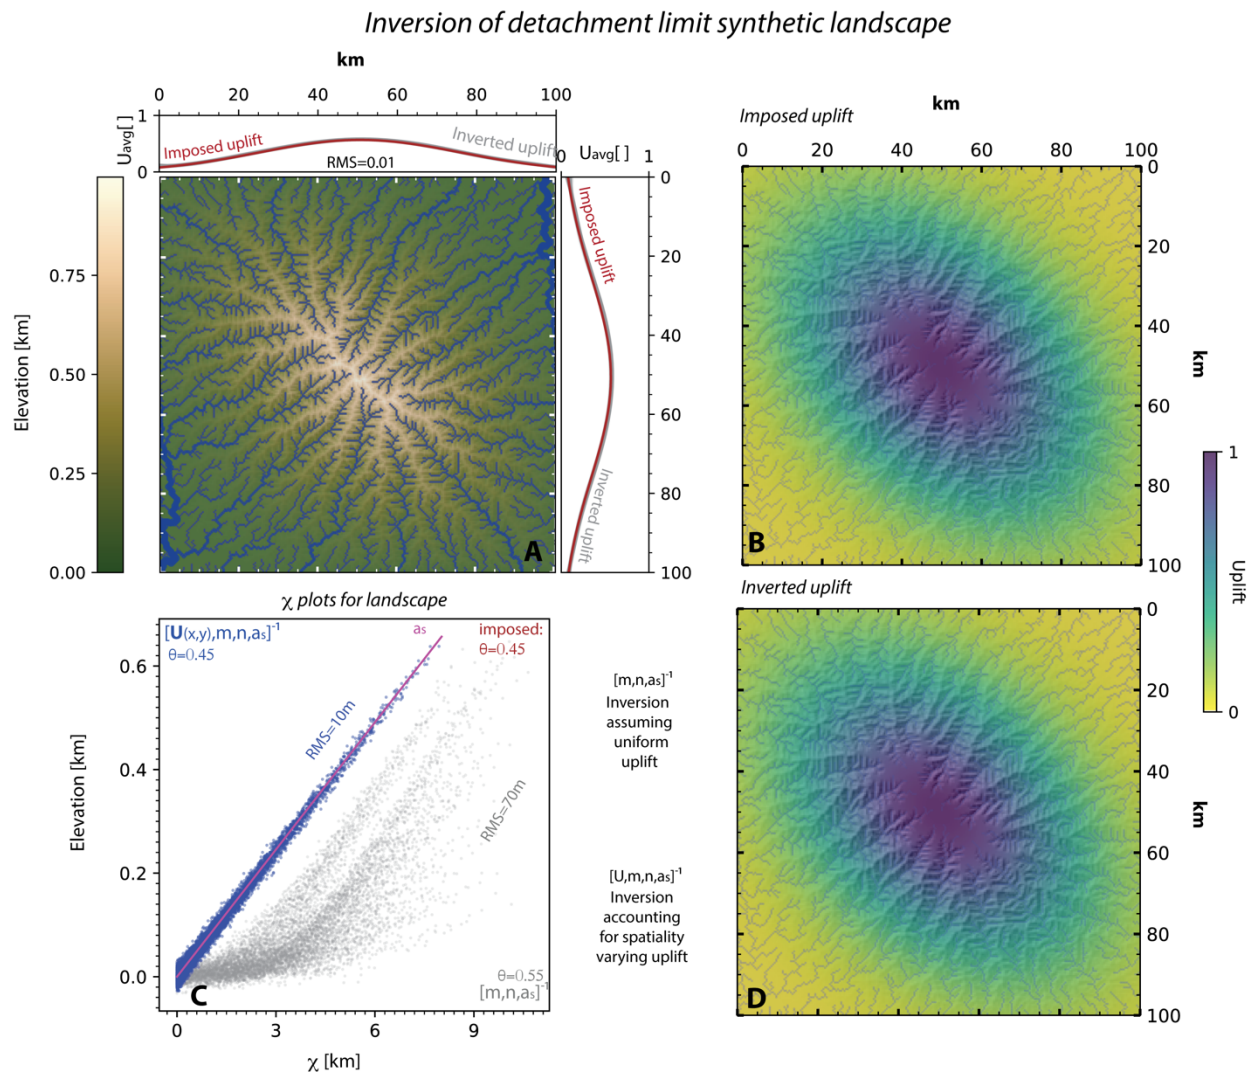 Inversion of detachment limit synthetic landscape
km
0 20 40 60 80 100
Uavg[ ]
1
0
Imposed uplift
Inverted uplift
RMS=0.01
0 Uavg[ ] 1
Elevation [km]
0.75
0.50
0.25
0.00
Imposed uplift
Inverted uplift
0
20
40
60
80
100
A
km
Imposed uplift
0 20 40 60 80 100
0
20
40
60
80
100
km
B
Uplift
1
0
χ plots for landscape
[U(x,y),m,n,as]⁻¹
θ=0.45
as
imposed:
θ=0.45
RMS=10m
RMS=70m
θ=0.55
[m,n,as]⁻¹
C
Elevation [km]
0.6
0.4
0.2
0.0
0 3 6 9
χ [km]
[m,n,as]⁻¹
Inversion
assuming
uniform
uplift
[U,m,n,as]⁻¹
Inversion
accounting
for spatiality
varying uplift
Inverted uplift
0
20
40
60
80
100
km
D